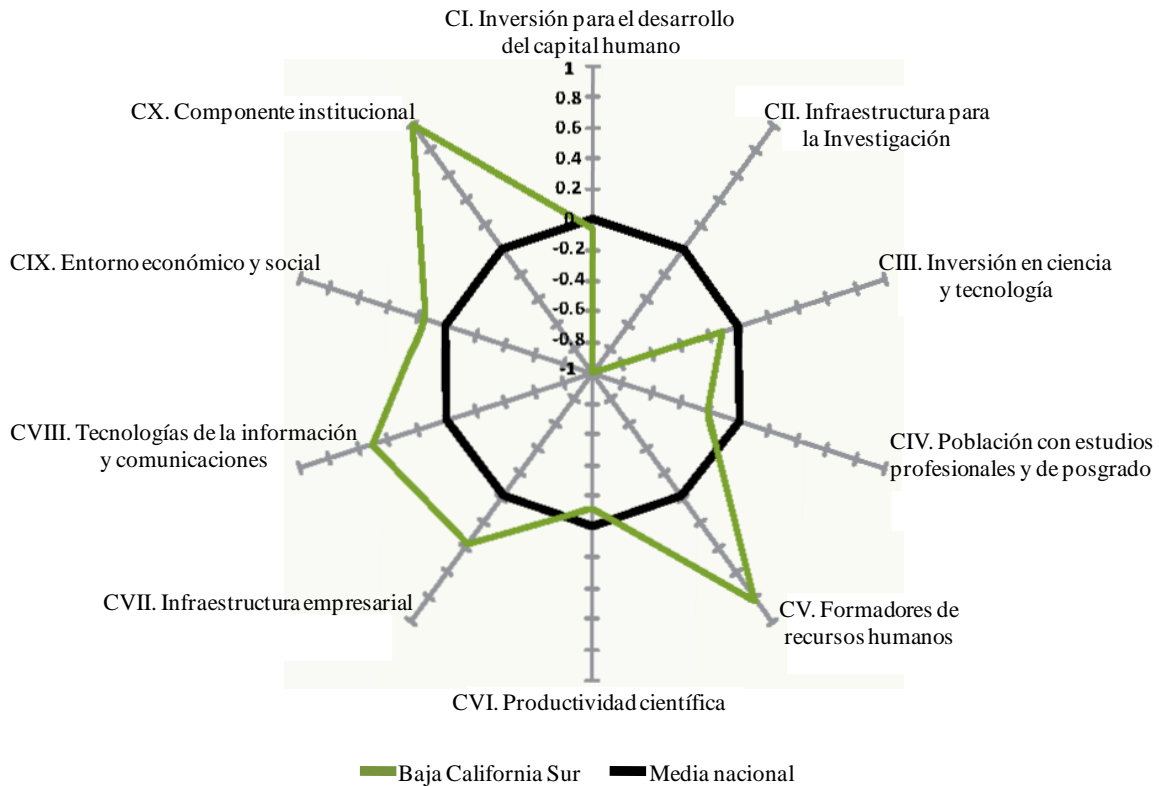 CI. Inversión para el desarrollo
del capital humano
1
0.8
0.6
0.4
0.2
0
-0.2
-0.4
-0.6
-0.8
-1
CX. Componente institucional
CII. Infraestructura para
la Investigación
CIX. Entorno económico y social
CIII. Inversión en ciencia
y tecnología
CVIII. Tecnologías de la información
y comunicaciones
CIV. Población con estudios
profesionales y de posgrado
CVII. Infraestructura empresarial
CV. Formadores de
recursos humanos
CVI. Productividad científica
Baja California Sur
Media nacional